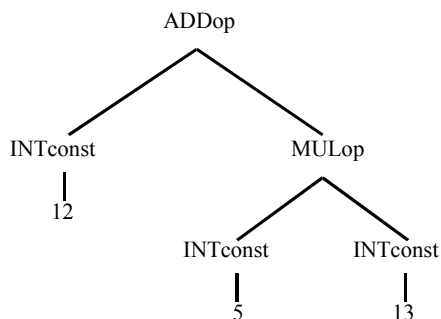 ADDop
INTconst MULop
12
INTconst INTconst
5 13